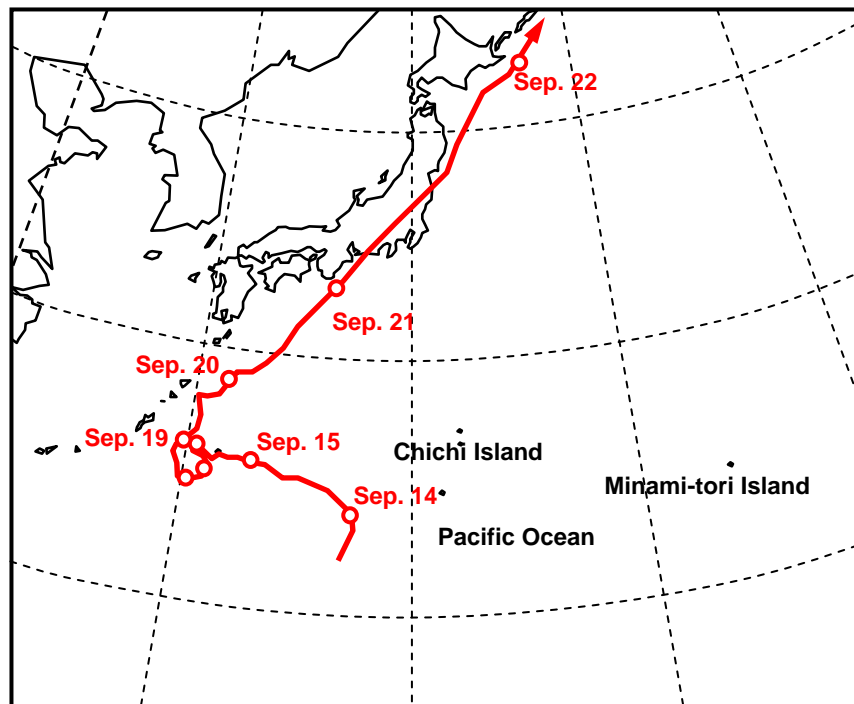 Sep. 22
Sep. 21
Sep. 20
Sep. 19
Sep. 15
Chichi Island
Sep. 14
Minami-tori Island
Pacific Ocean